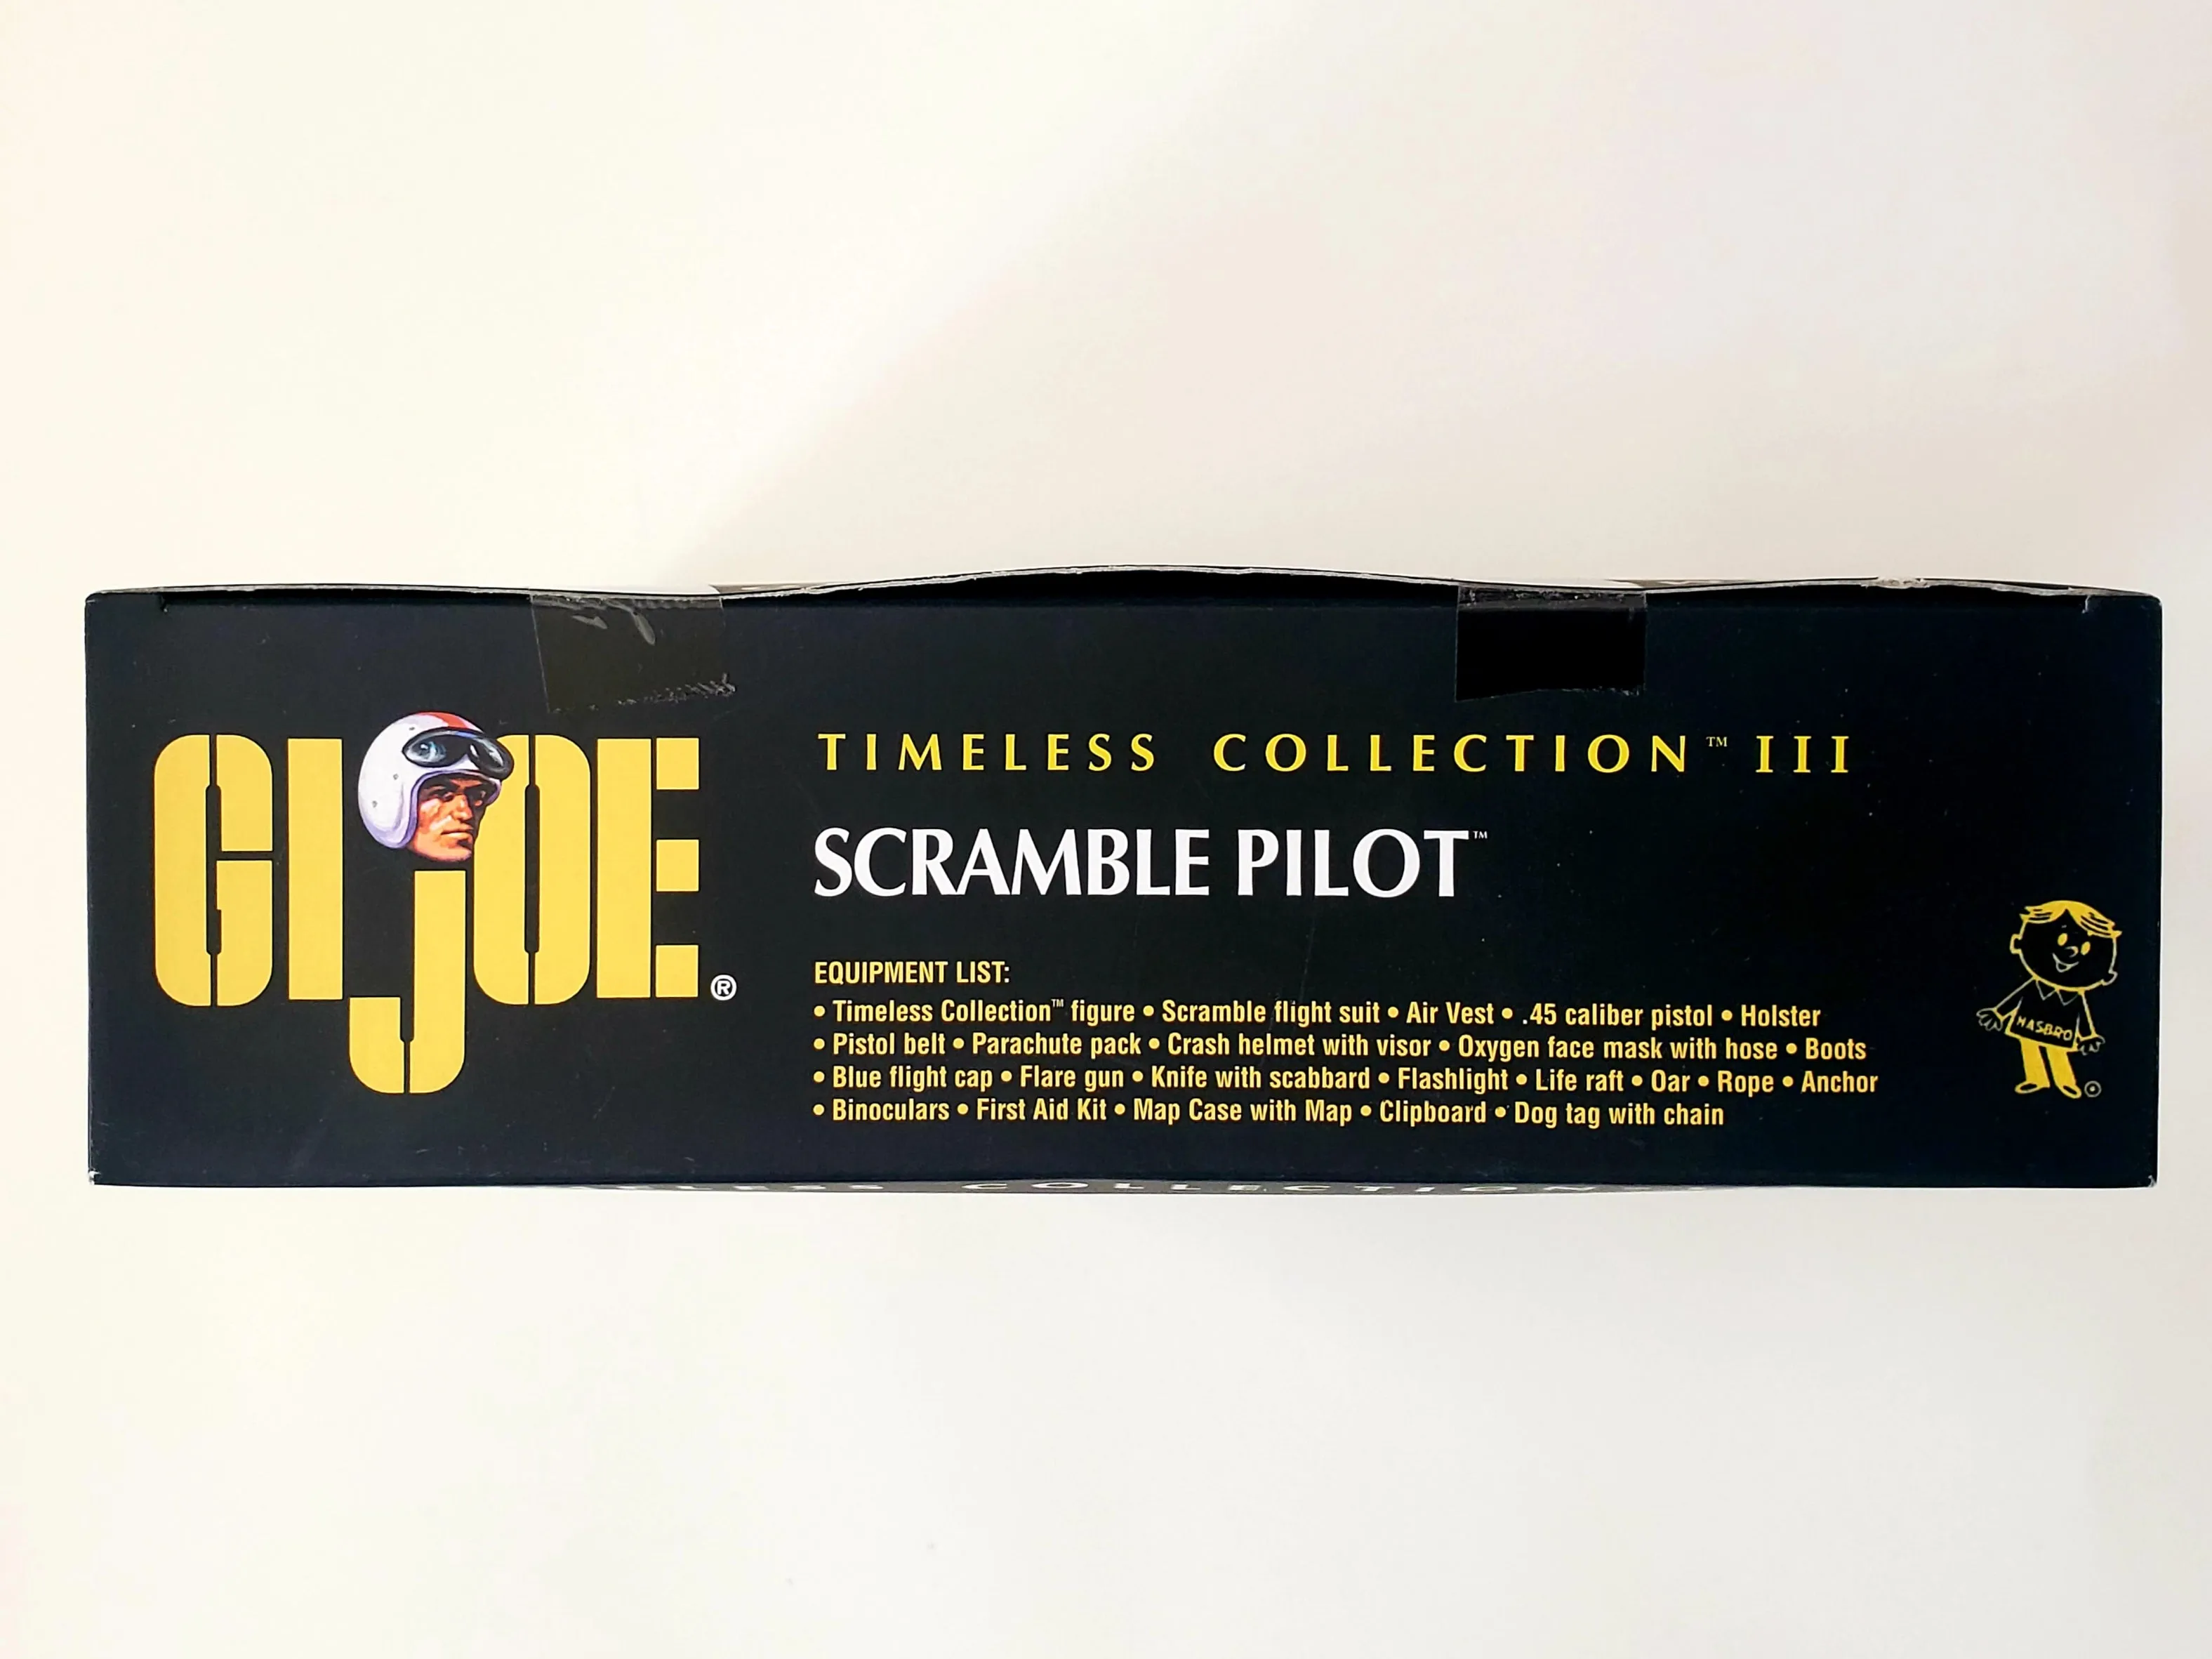 GIJOE®
TIMELESS COLLECTION™ III
SCRAMBLE PILOT™
EQUIPMENT LIST:
• Timeless Collection™ figure • Scramble flight suit • Air Vest • .45 caliber pistol • Holster
• Pistol belt • Parachute pack • Crash helmet with visor • Oxygen face mask with hose • Boots
• Blue flight cap • Flare gun • Knife with scabbard • Flashlight • Life raft • Oar • Rope • Anchor
• Binoculars • First Aid Kit • Map Case with Map • Clipboard • Dog tag with chain
HASBRO